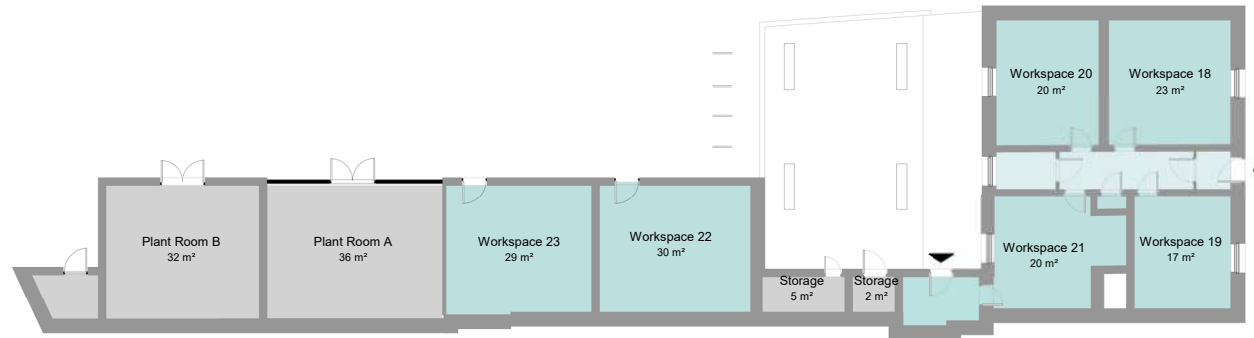 Workspace 20
20 m²
Workspace 18
23 m²
Plant Room B
32 m²
Plant Room A
36 m²
Workspace 23
29 m²
Workspace 22
30 m²
Storage
5 m²
Storage
2 m²
Workspace 21
20 m²
Workspace 19
17 m²